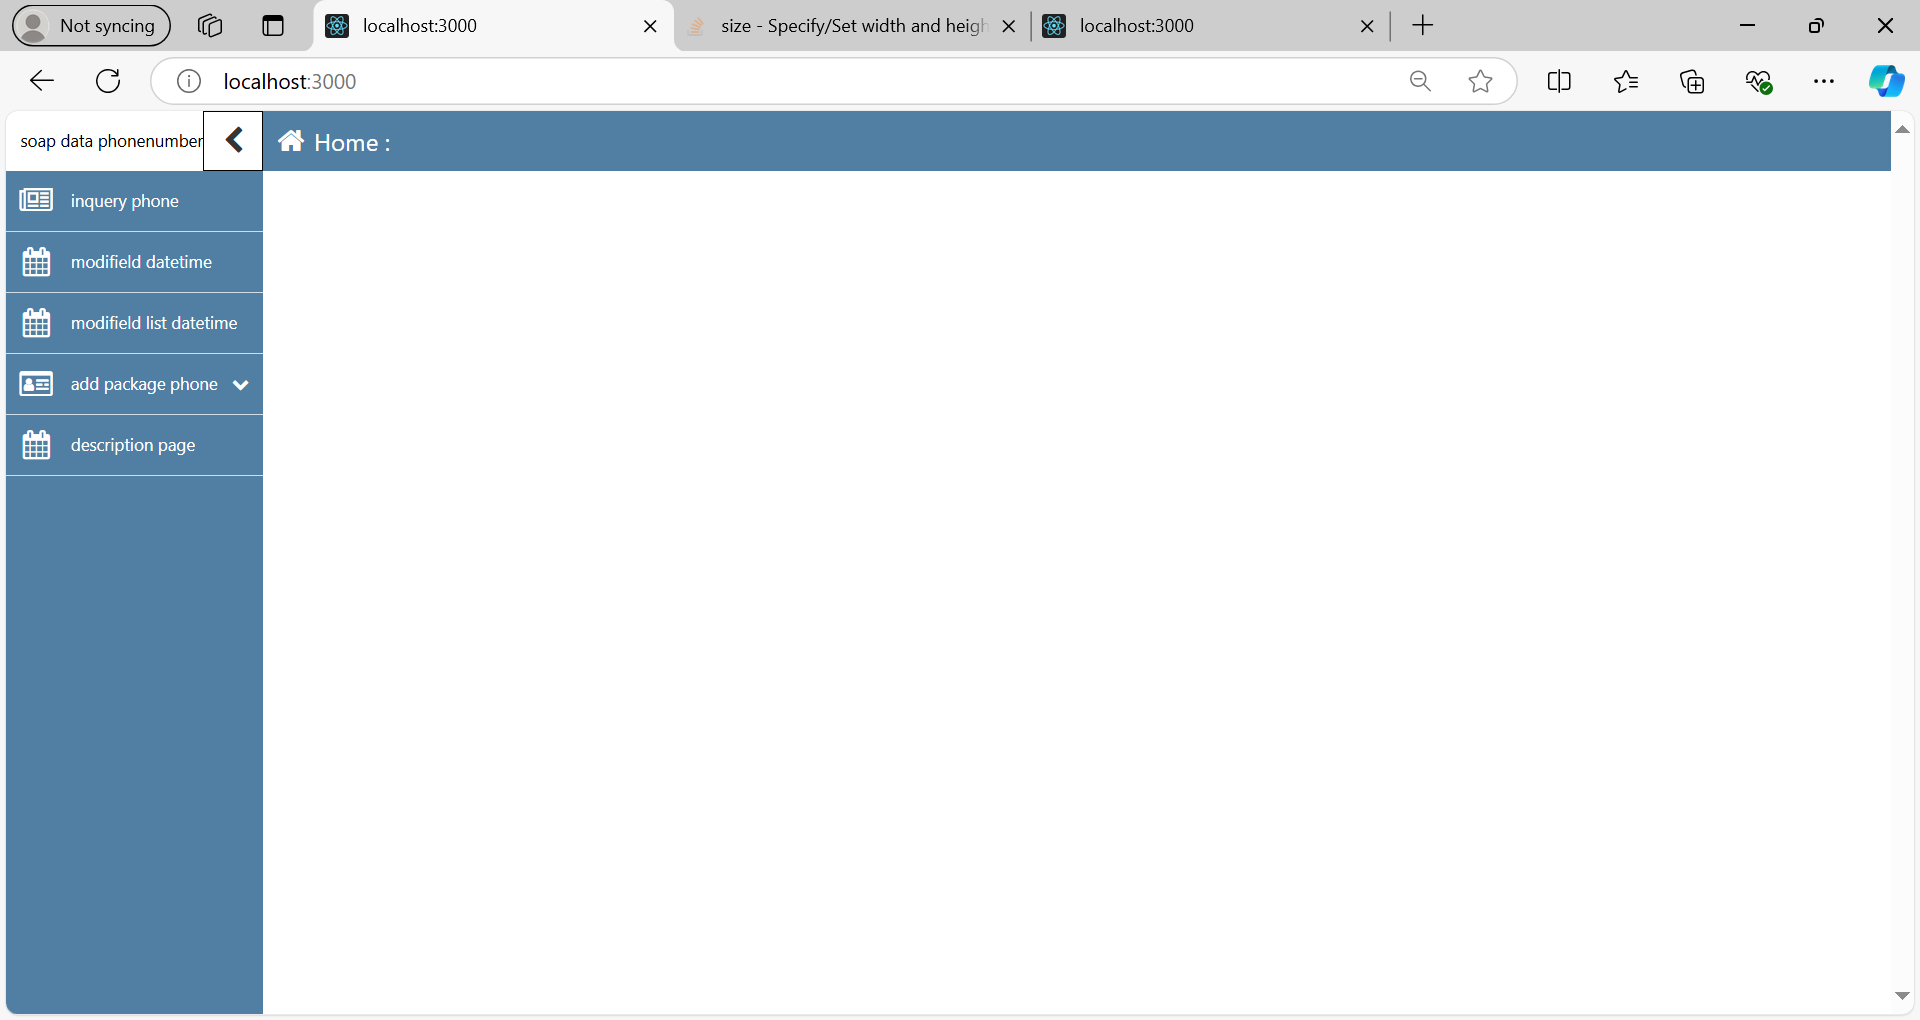 Not syncing
localhost:3000
size - Specify/Set width and heigh
localhost:3000
localhost:3000
soap data phonenumber
Home :
inquery phone
modifield datetime
modifield list datetime
add package phone
description page